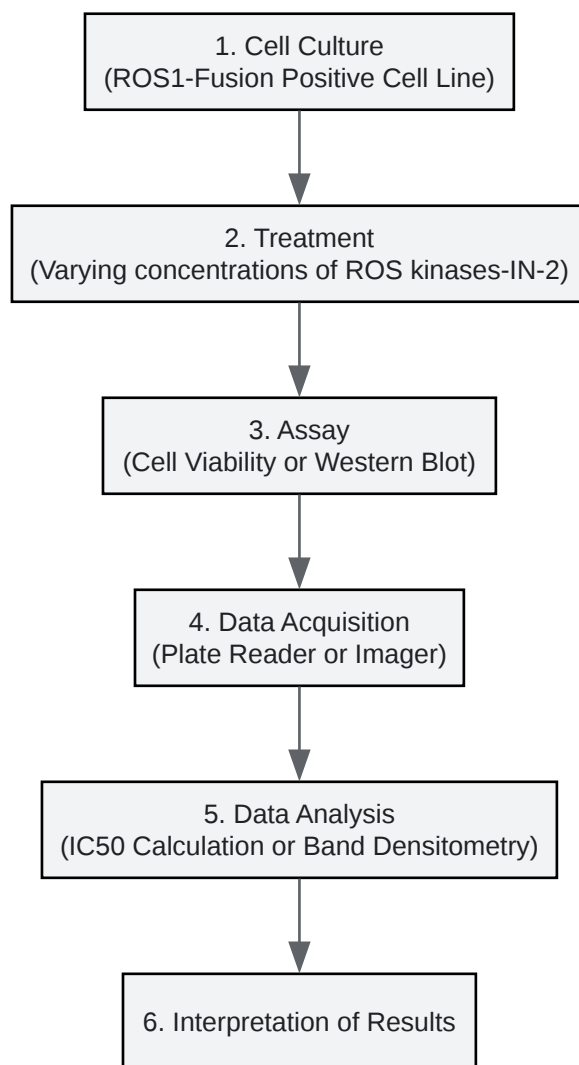 1. Cell Culture
(ROS1-Fusion Positive Cell Line)
2. Treatment
(Varying concentrations of ROS kinases-IN-2)
3. Assay
(Cell Viability or Western Blot)
4. Data Acquisition
(Plate Reader or Imager)
5. Data Analysis
(IC50 Calculation or Band Densitometry)
6. Interpretation of Results